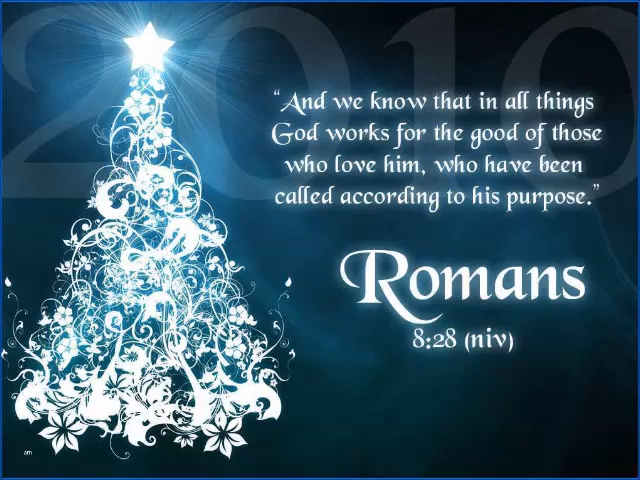 2010
“And we know that in all things
God works for the good of those
who love him, who have been
called according to his purpose.”
Romans
8:28 (niv)
am